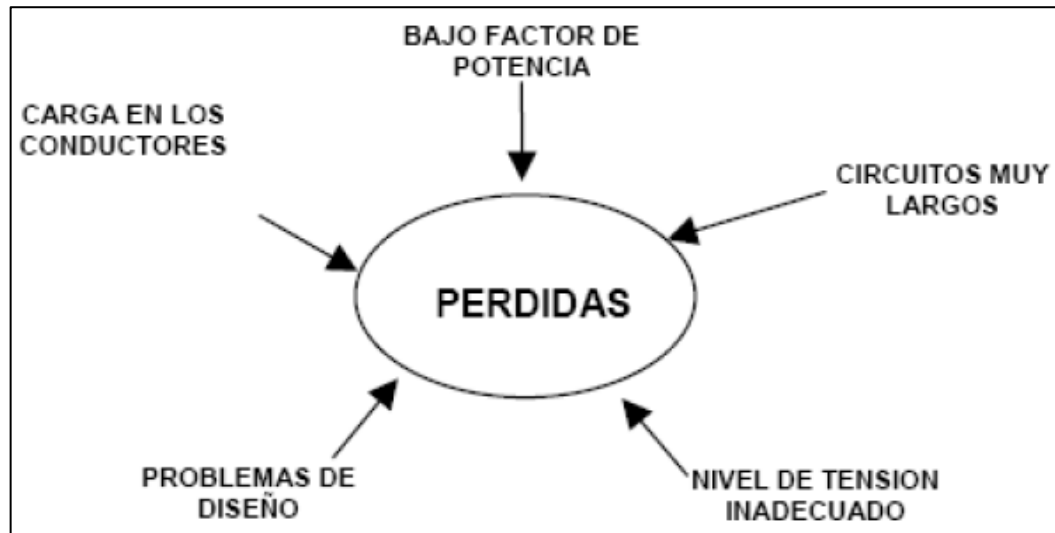 BAJO FACTOR DE
POTENCIA
CARGA EN LOS
CONDUCTORES
CIRCUITOS MUY
LARGOS
PERDIDAS
PROBLEMAS DE
DISEÑO
NIVEL DE TENSION
INADECUADO